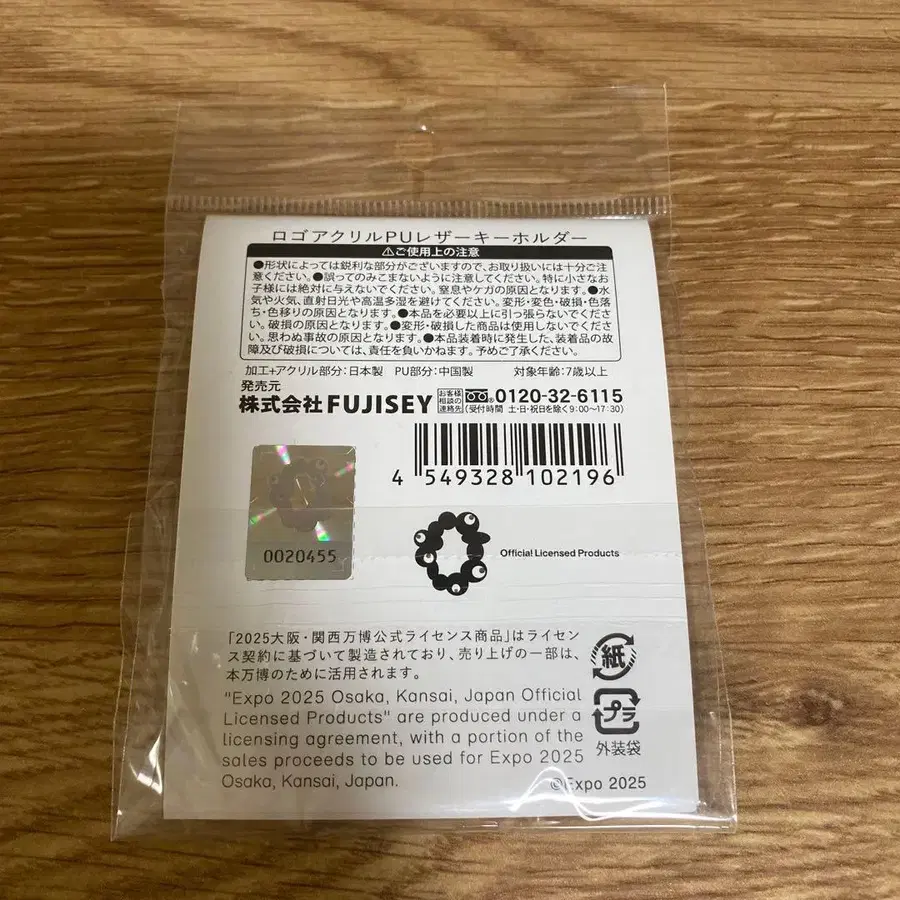 ロゴアクリルPUレザーキーホルダー
⚠ご使用上の注意
●形状によっては鋭利な部分がございますので、お取り扱いには十分ご注
意ください。●誤ってのみこまないように注意してください。特に小さなお
子様には絶対に与えないでください。窒息やケガの原因となります。●水
気や火気、直射日光や高温多湿を避けてください。変形・変色・破損・色落
ち・色移りの原因となります。●本品を必要以上に引っ張らないでくださ
い。破損の原因となります。●変形・破損した商品は使用しないでくださ
い。思わぬ事故の原因となります。●本品装着時に発生した、装着品の故
障及び破損については、責任を負いかねます。予めご了承ください。
加工+アクリル部分:日本製 PU部分:中国製 対象年齢:7歳以上
発売元
株式会社FUJISEY
お客様
相談の
連絡先
0120-32-6115
(受付時間 土・日・祝日を除く9:00〜17:30)
4 549328 102196
0020455
Official Licensed Products
「2025大阪・関西万博公式ライセンス商品」はライセン
ス契約に基づいて製造されており、売り上げの一部は、
本万博のために活用されます。
"Expo 2025 Osaka, Kansai, Japan Official
Licensed Products" are produced under a
licensing agreement, with a portion of the
sales proceeds to be used for Expo 2025
Osaka, Kansai, Japan.
紙
プラ
外装袋
©Expo 2025